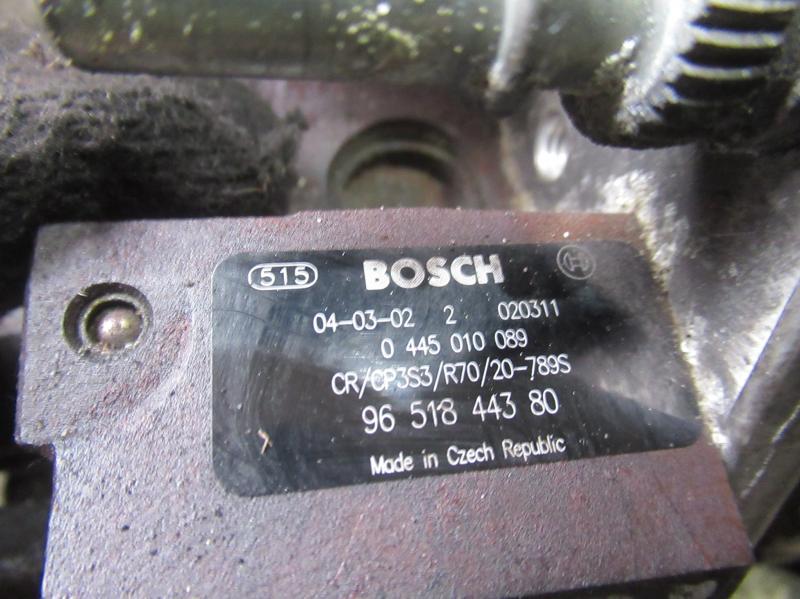 515 BOSCH
04-03-02 2 020311
0 445 010 089
CR/CP3S3/R70/20-789S
96 518 443 80
Made in Czech Republic